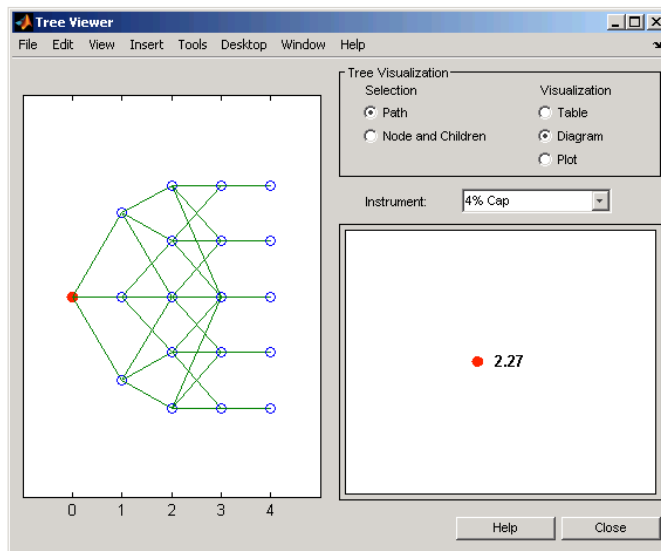 Tree Viewer
File Edit View Insert Tools Desktop Window Help
Tree Visualization
Selection
Path
Node and Children
Visualization
Table
Diagram
Plot
Instrument: 4% Cap
2.27
0 1 2 3 4
Help Close